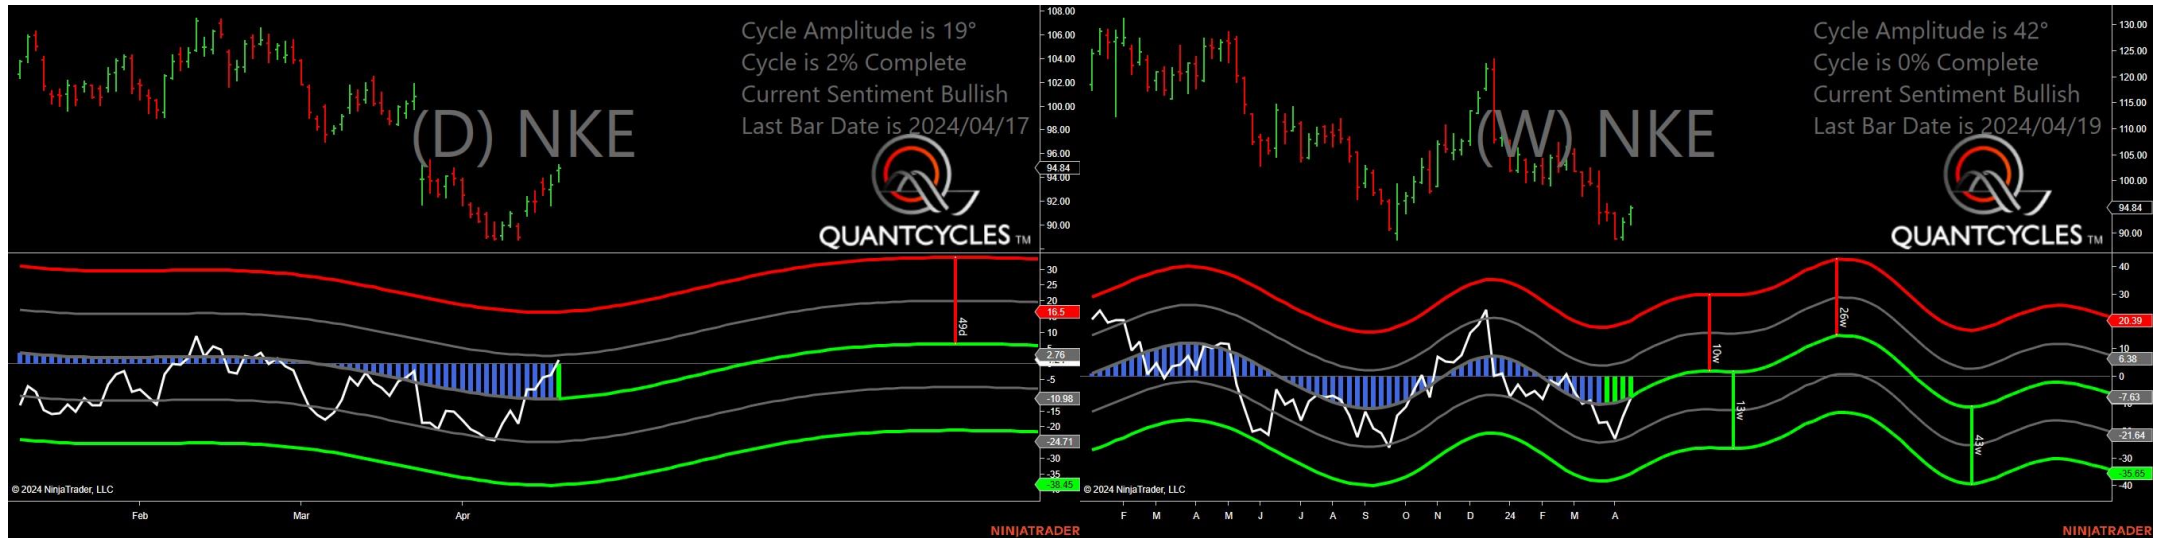 Cycle Amplitude is 19°
Cycle is 2% Complete
Current Sentiment Bullish
Last Bar Date is 2024/04/17
(D) NKE
QUANTCYCLES TM
108.00
106.00
104.00
102.00
100.00
98.00
96.00
94.84
94.00
92.00
90.00
30
25
20
16.5
10
5
2.76
-5
-10.98
-15
-20
-24.71
-30
-35
-38.45
49d
© 2024 NinjaTrader, LLC
Feb Mar Apr
NINJATRADER
Cycle Amplitude is 42°
Cycle is 0% Complete
Current Sentiment Bullish
Last Bar Date is 2024/04/19
(W) NKE
QUANTCYCLES TM
130.00
125.00
120.00
115.00
110.00
105.00
100.00
94.84
90.00
40
30
20.39
10
6.38
0
-7.63
-21.64
-30
-35.65
-40
10w
13w
26w
43w
© 2024 NinjaTrader, LLC
F M A M J J A S O N D 24 F M A
NINJATRADER